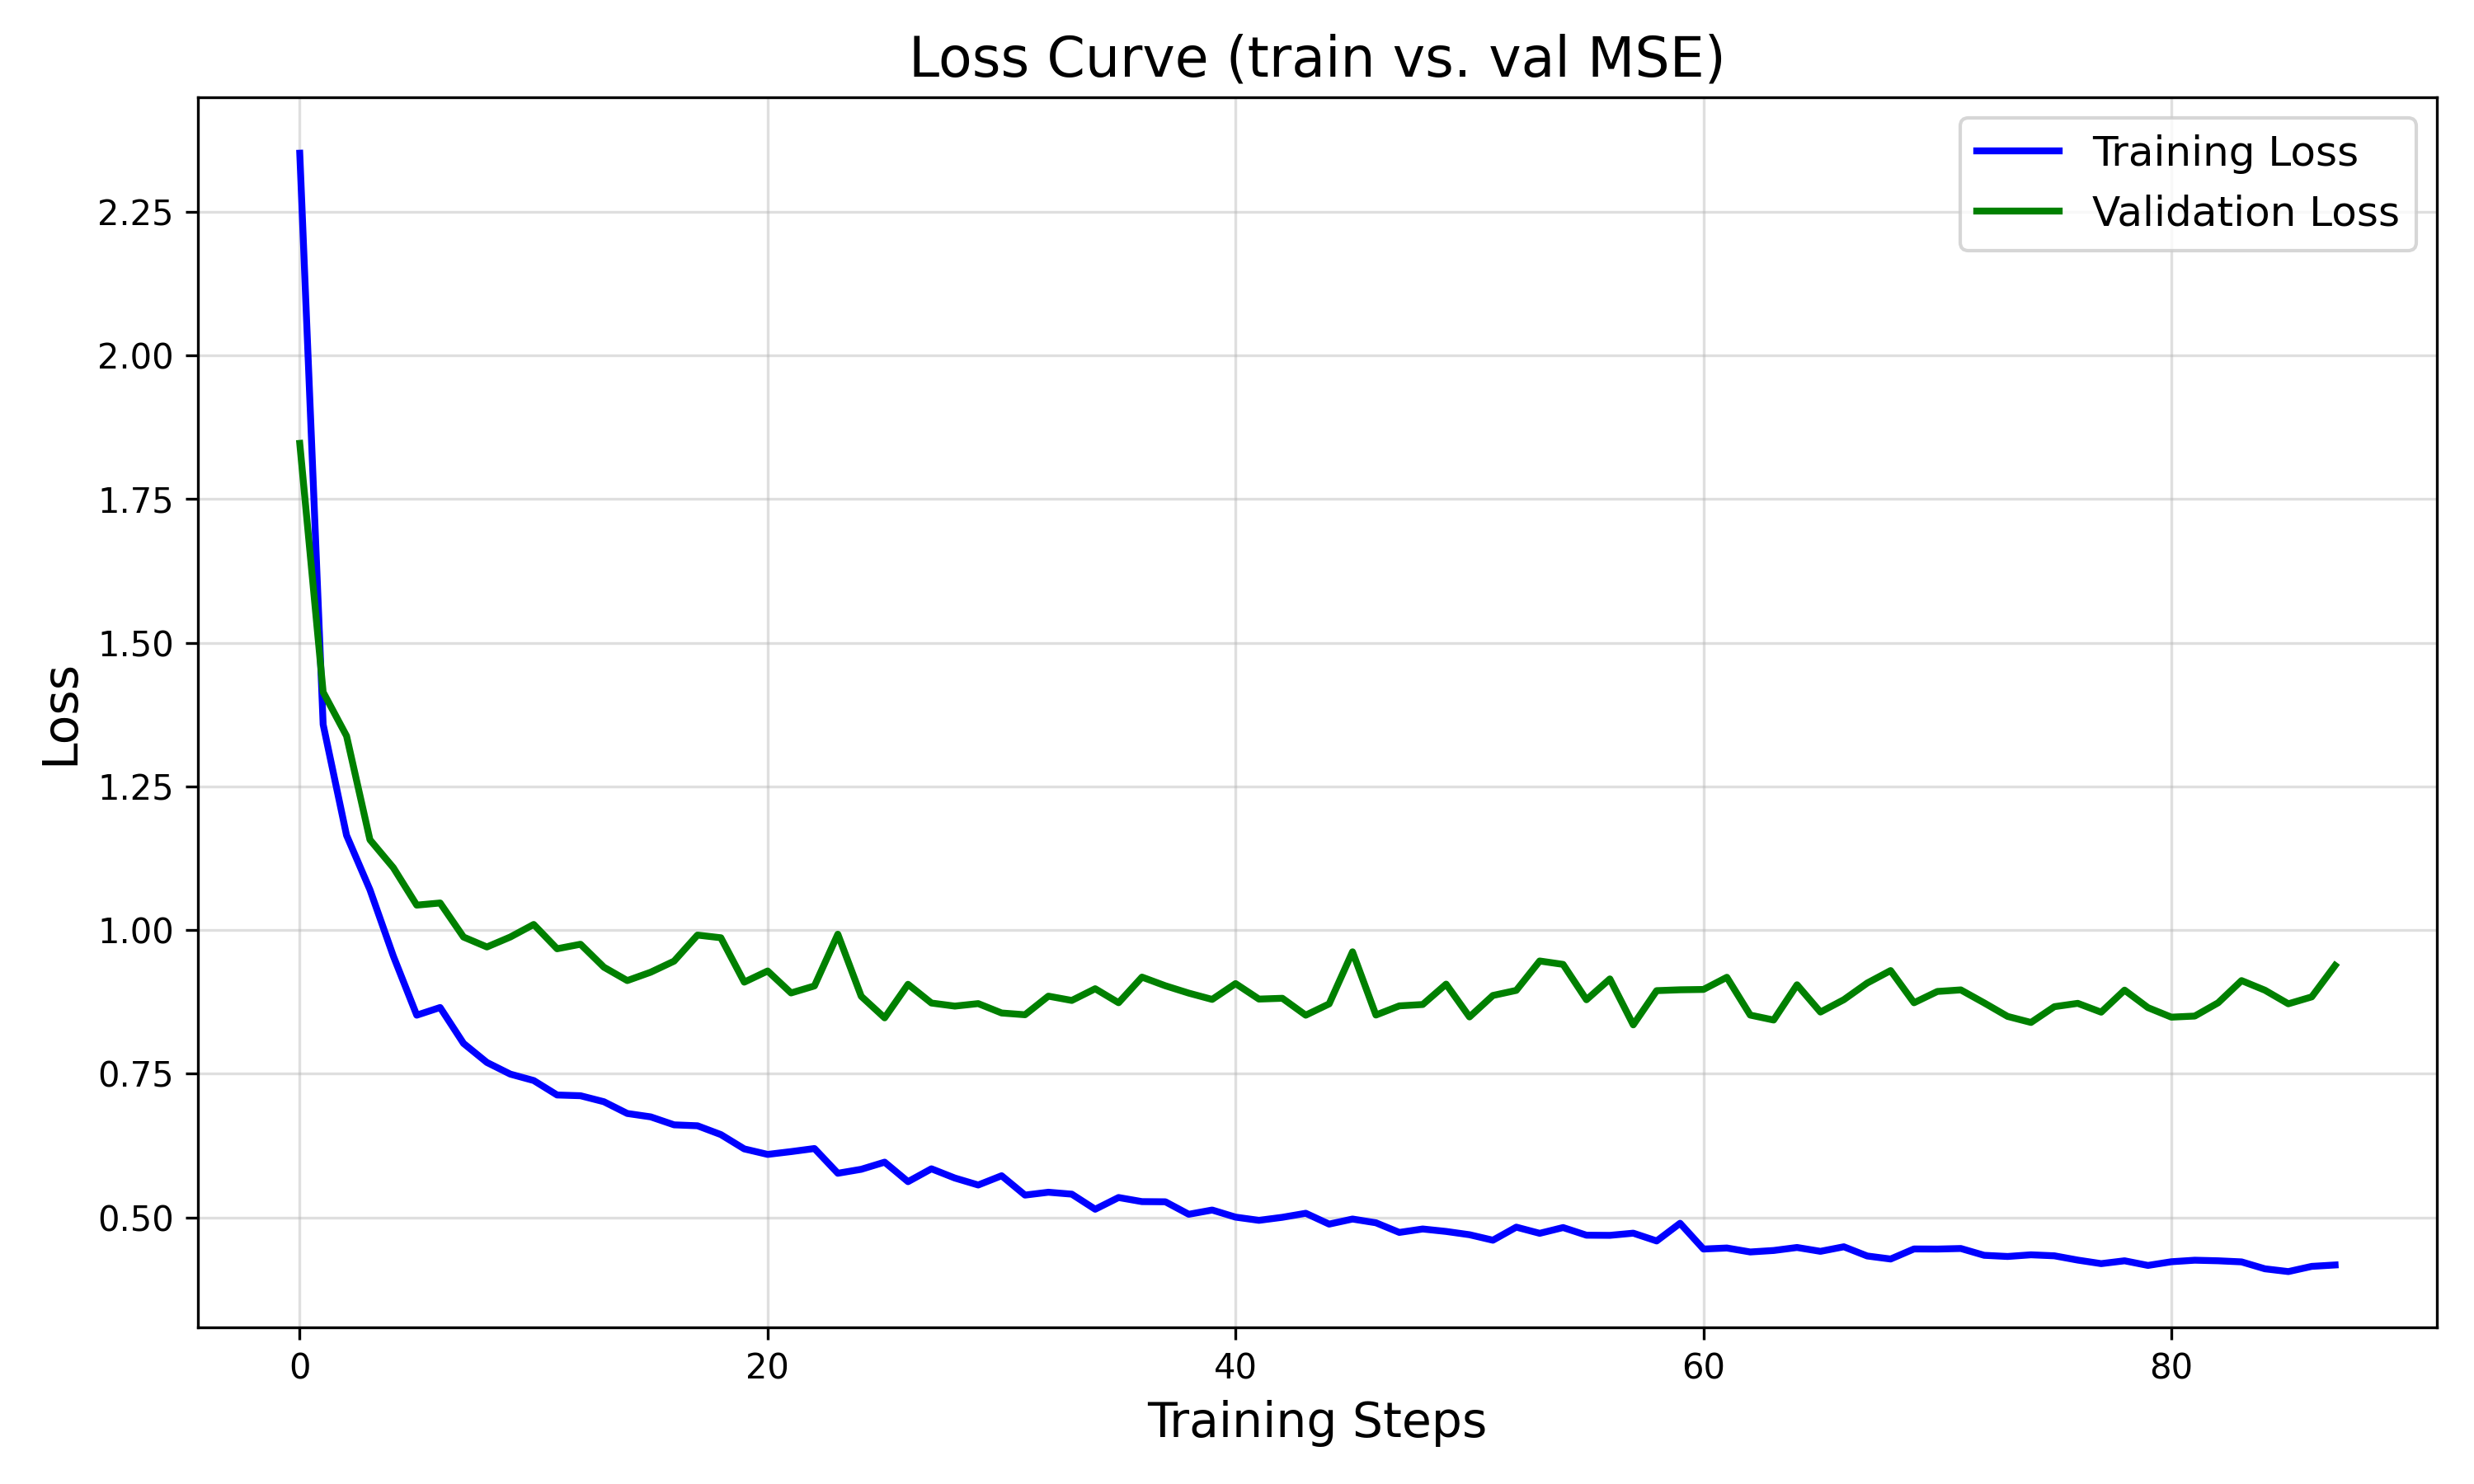 Loss Curve (train vs. val MSE)
Training Loss
Validation Loss
2.25
2.00
1.75
1.50
1.25
1.00
0.75
0.50
Loss
0 20 40 60 80
Training Steps